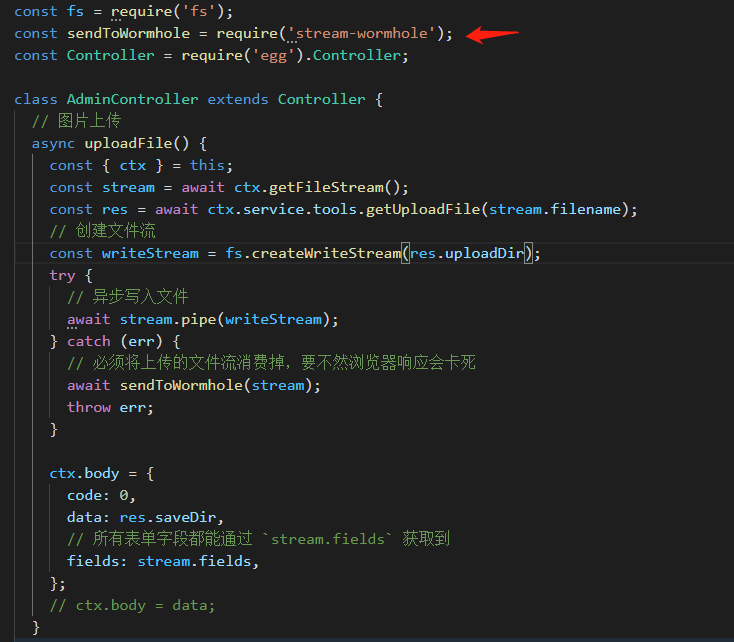 const fs = require('fs');
const sendToWormhole = require('stream-wormhole');
const Controller = require('egg').Controller;
class AdminController extends Controller {
// 图片上传
async uploadFile() {
const { ctx } = this;
const stream = await ctx.getFileStream();
const res = await ctx.service.tools.getUploadFile(stream.filename);
// 创建文件流
const writeStream = fs.createWriteStream(res.uploadDir);
try {
// 异步写入文件
await stream.pipe(writeStream);
} catch (err) {
// 必须将上传的文件流消费掉，要不然浏览器响应会卡死
await sendToWormhole(stream);
throw err;
}
ctx.body = {
code: 0,
data: res.saveDir,
// 所有表单字段都能通过 `stream.fields` 获取到
fields: stream.fields,
};
// ctx.body = data;
}